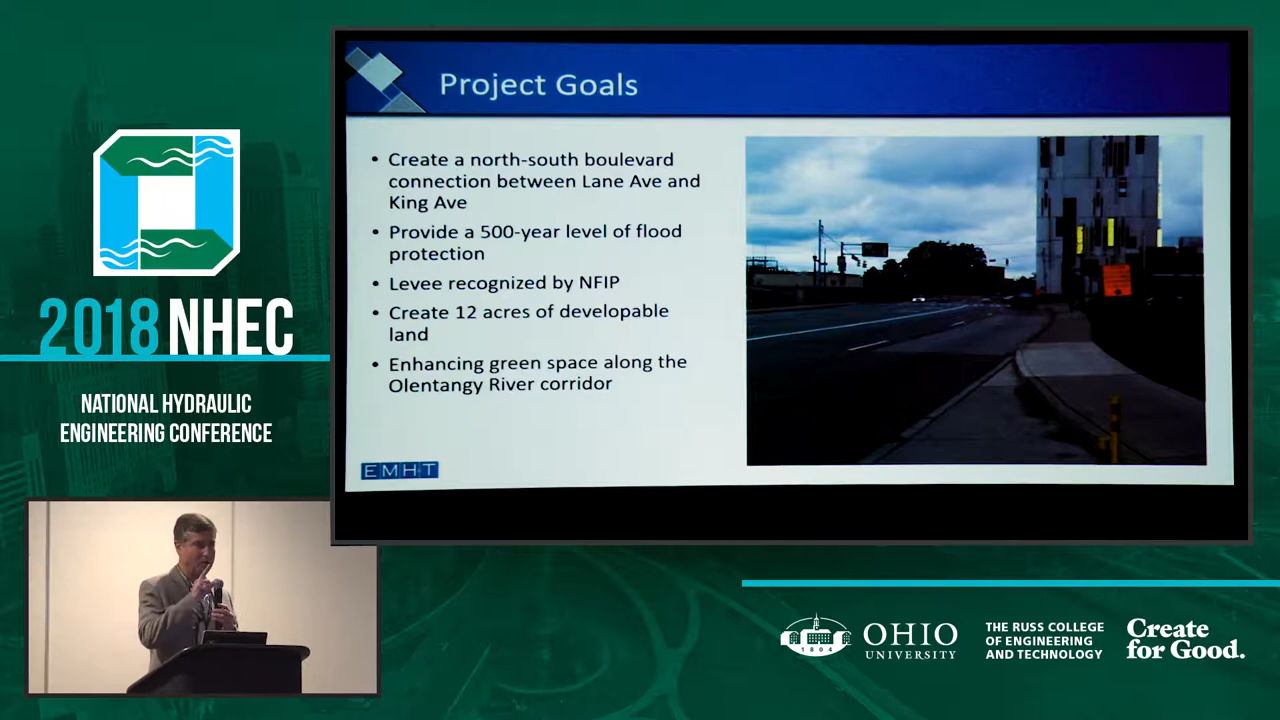 Project Goals
• Create a north-south boulevard
connection between Lane Ave and
King Ave
• Provide a 500-year level of flood
protection
• Levee recognized by NFIP
• Create 12 acres of developable
land
• Enhancing green space along the
Olentangy River corridor
EMHT
2018 NHEC
NATIONAL HYDRAULIC
ENGINEERING CONFERENCE
1804
OHIO
UNIVERSITY
THE RUSS COLLEGE
OF ENGINEERING
AND TECHNOLOGY
Create
for Good.